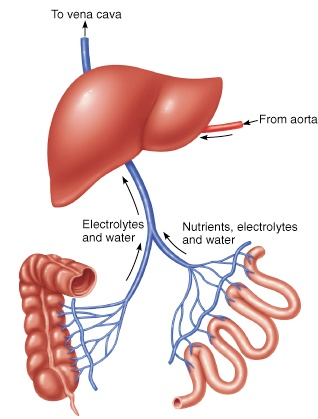 To vena cava
From aorta
Electrolytes
and water
Nutrients, electrolytes
and water